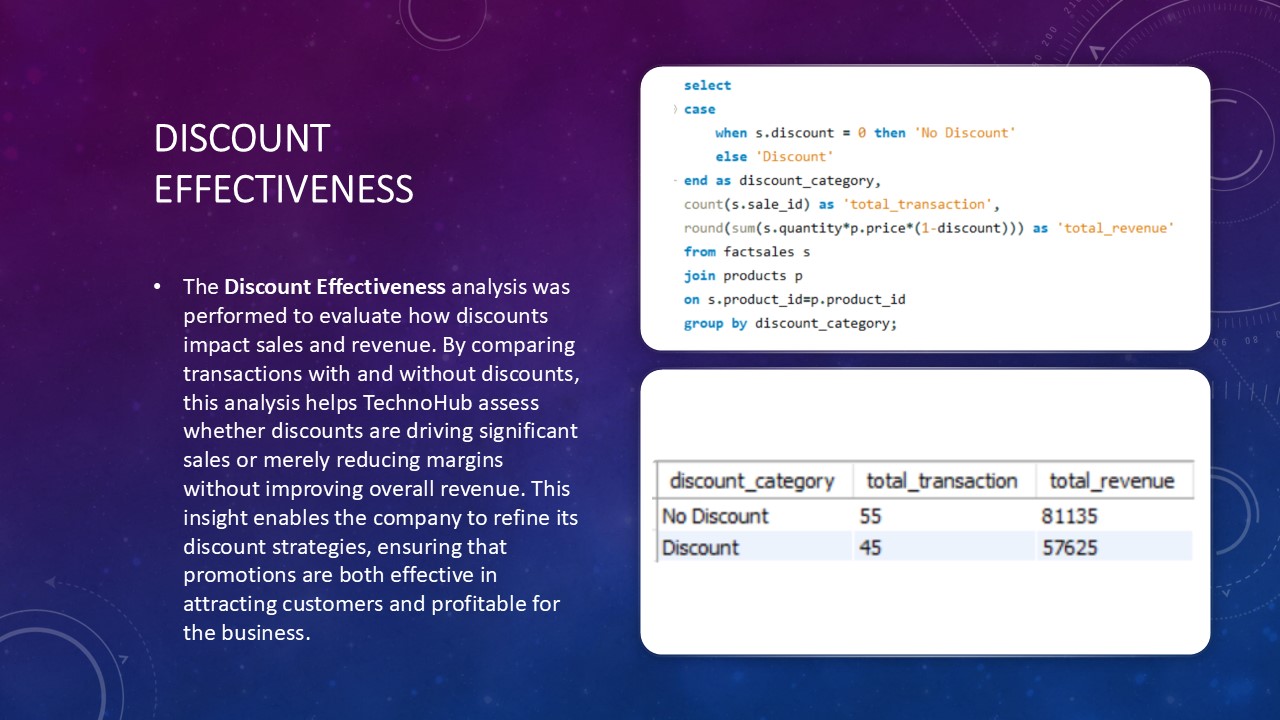 DISCOUNT
EFFECTIVENESS
• The Discount Effectiveness analysis was
performed to evaluate how discounts
impact sales and revenue. By comparing
transactions with and without discounts,
this analysis helps TechnoHub assess
whether discounts are driving significant
sales or merely reducing margins
without improving overall revenue. This
insight enables the company to refine its
discount strategies, ensuring that
promotions are both effective in
attracting customers and profitable for
the business.
select
case
when s.discount = 0 then 'No Discount'
else 'Discount'
end as discount_category,
count(s.sale_id) as 'total_transaction',
round(sum(s.quantity*p.price*(1-discount))) as 'total_revenue'
from factsales s
join products p
on s.product_id=p.product_id
group by discount_category;
discount_category total_transaction total_revenue
No Discount 55 81135
Discount 45 57625